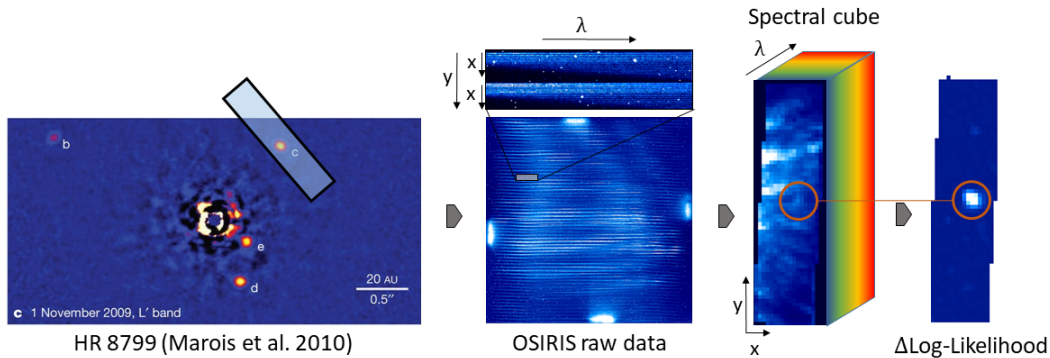 b
c
e
d
20 AU
0.5″
c 1 November 2009, L′ band
HR 8799 (Marois et al. 2010)
λ
y
x
x
OSIRIS raw data
Spectral cube
λ
y
x
ΔLog-Likelihood